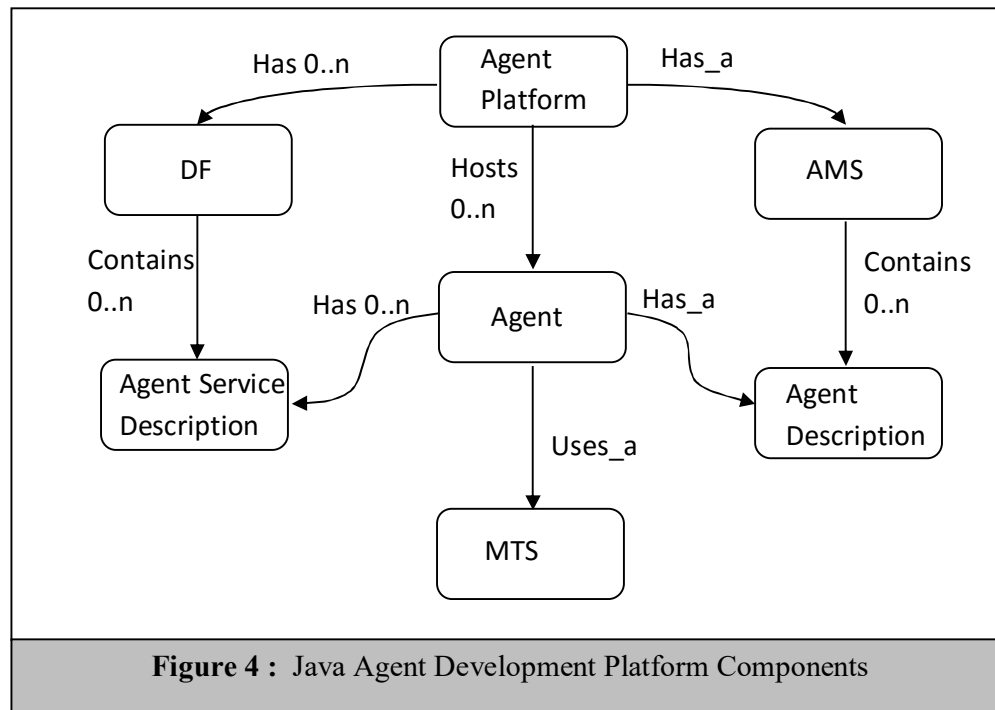 Has 0..n
Agent
Platform
Has_a
DF
Hosts
0..n
AMS
Contains
0..n
Has 0..n
Agent
Has_a
Contains
0..n
Agent Service
Description
Agent
Description
Uses_a
MTS
Figure 4 : Java Agent Development Platform Components